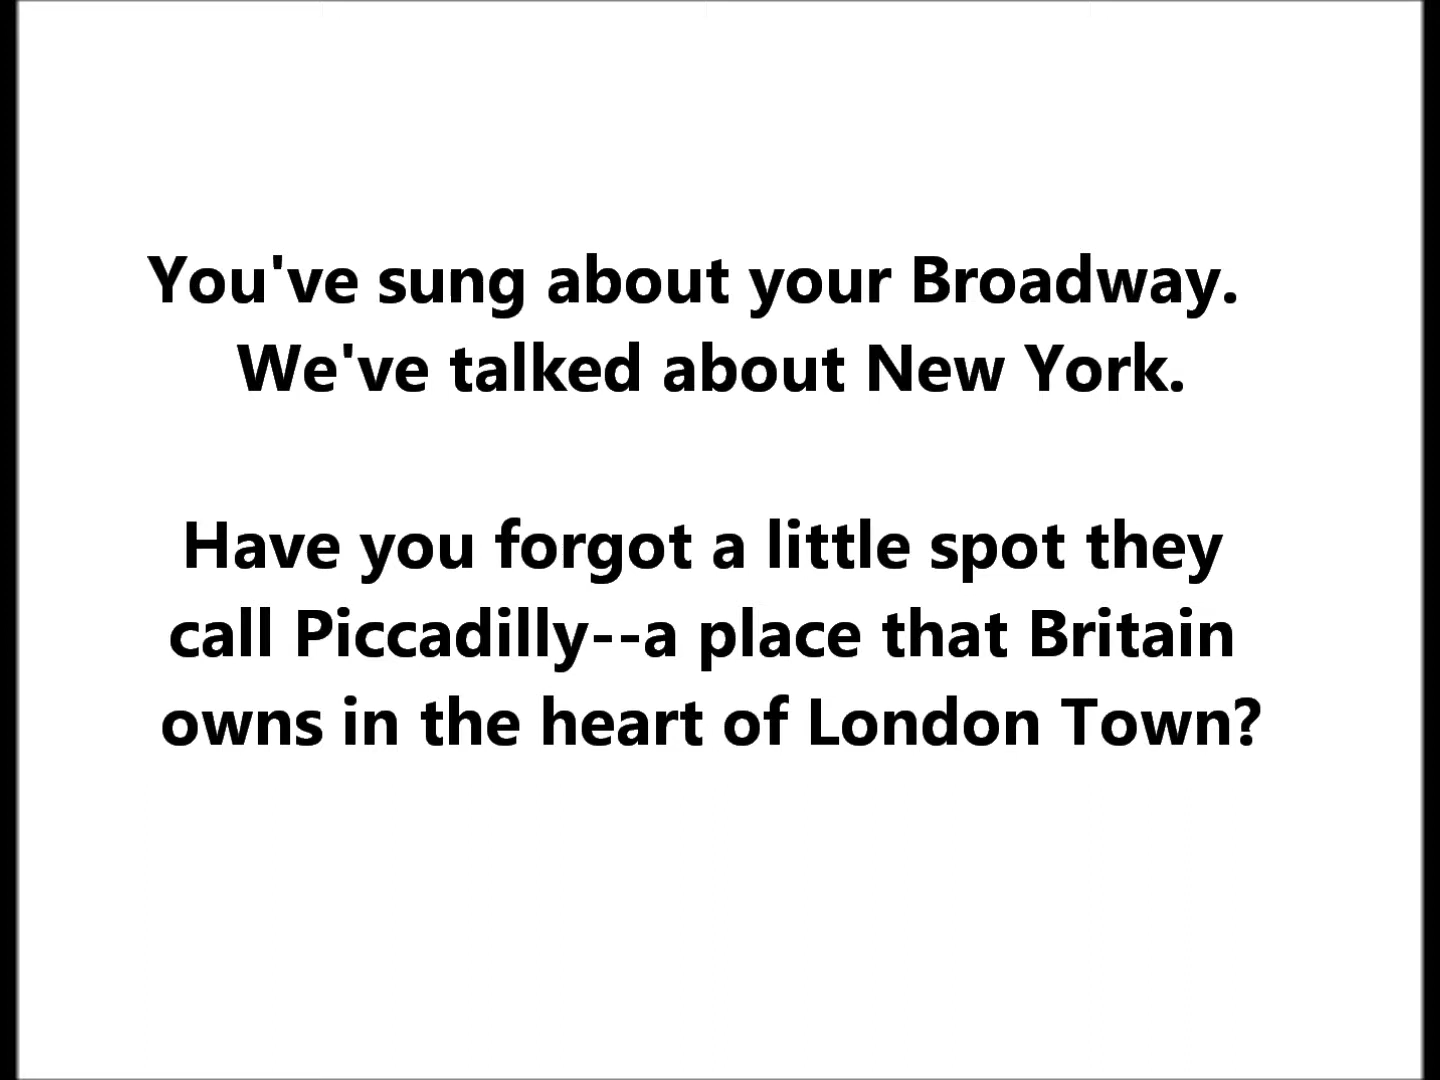 You've sung about your Broadway.
We've talked about New York.
Have you forgot a little spot they
call Piccadilly--a place that Britain
owns in the heart of London Town?